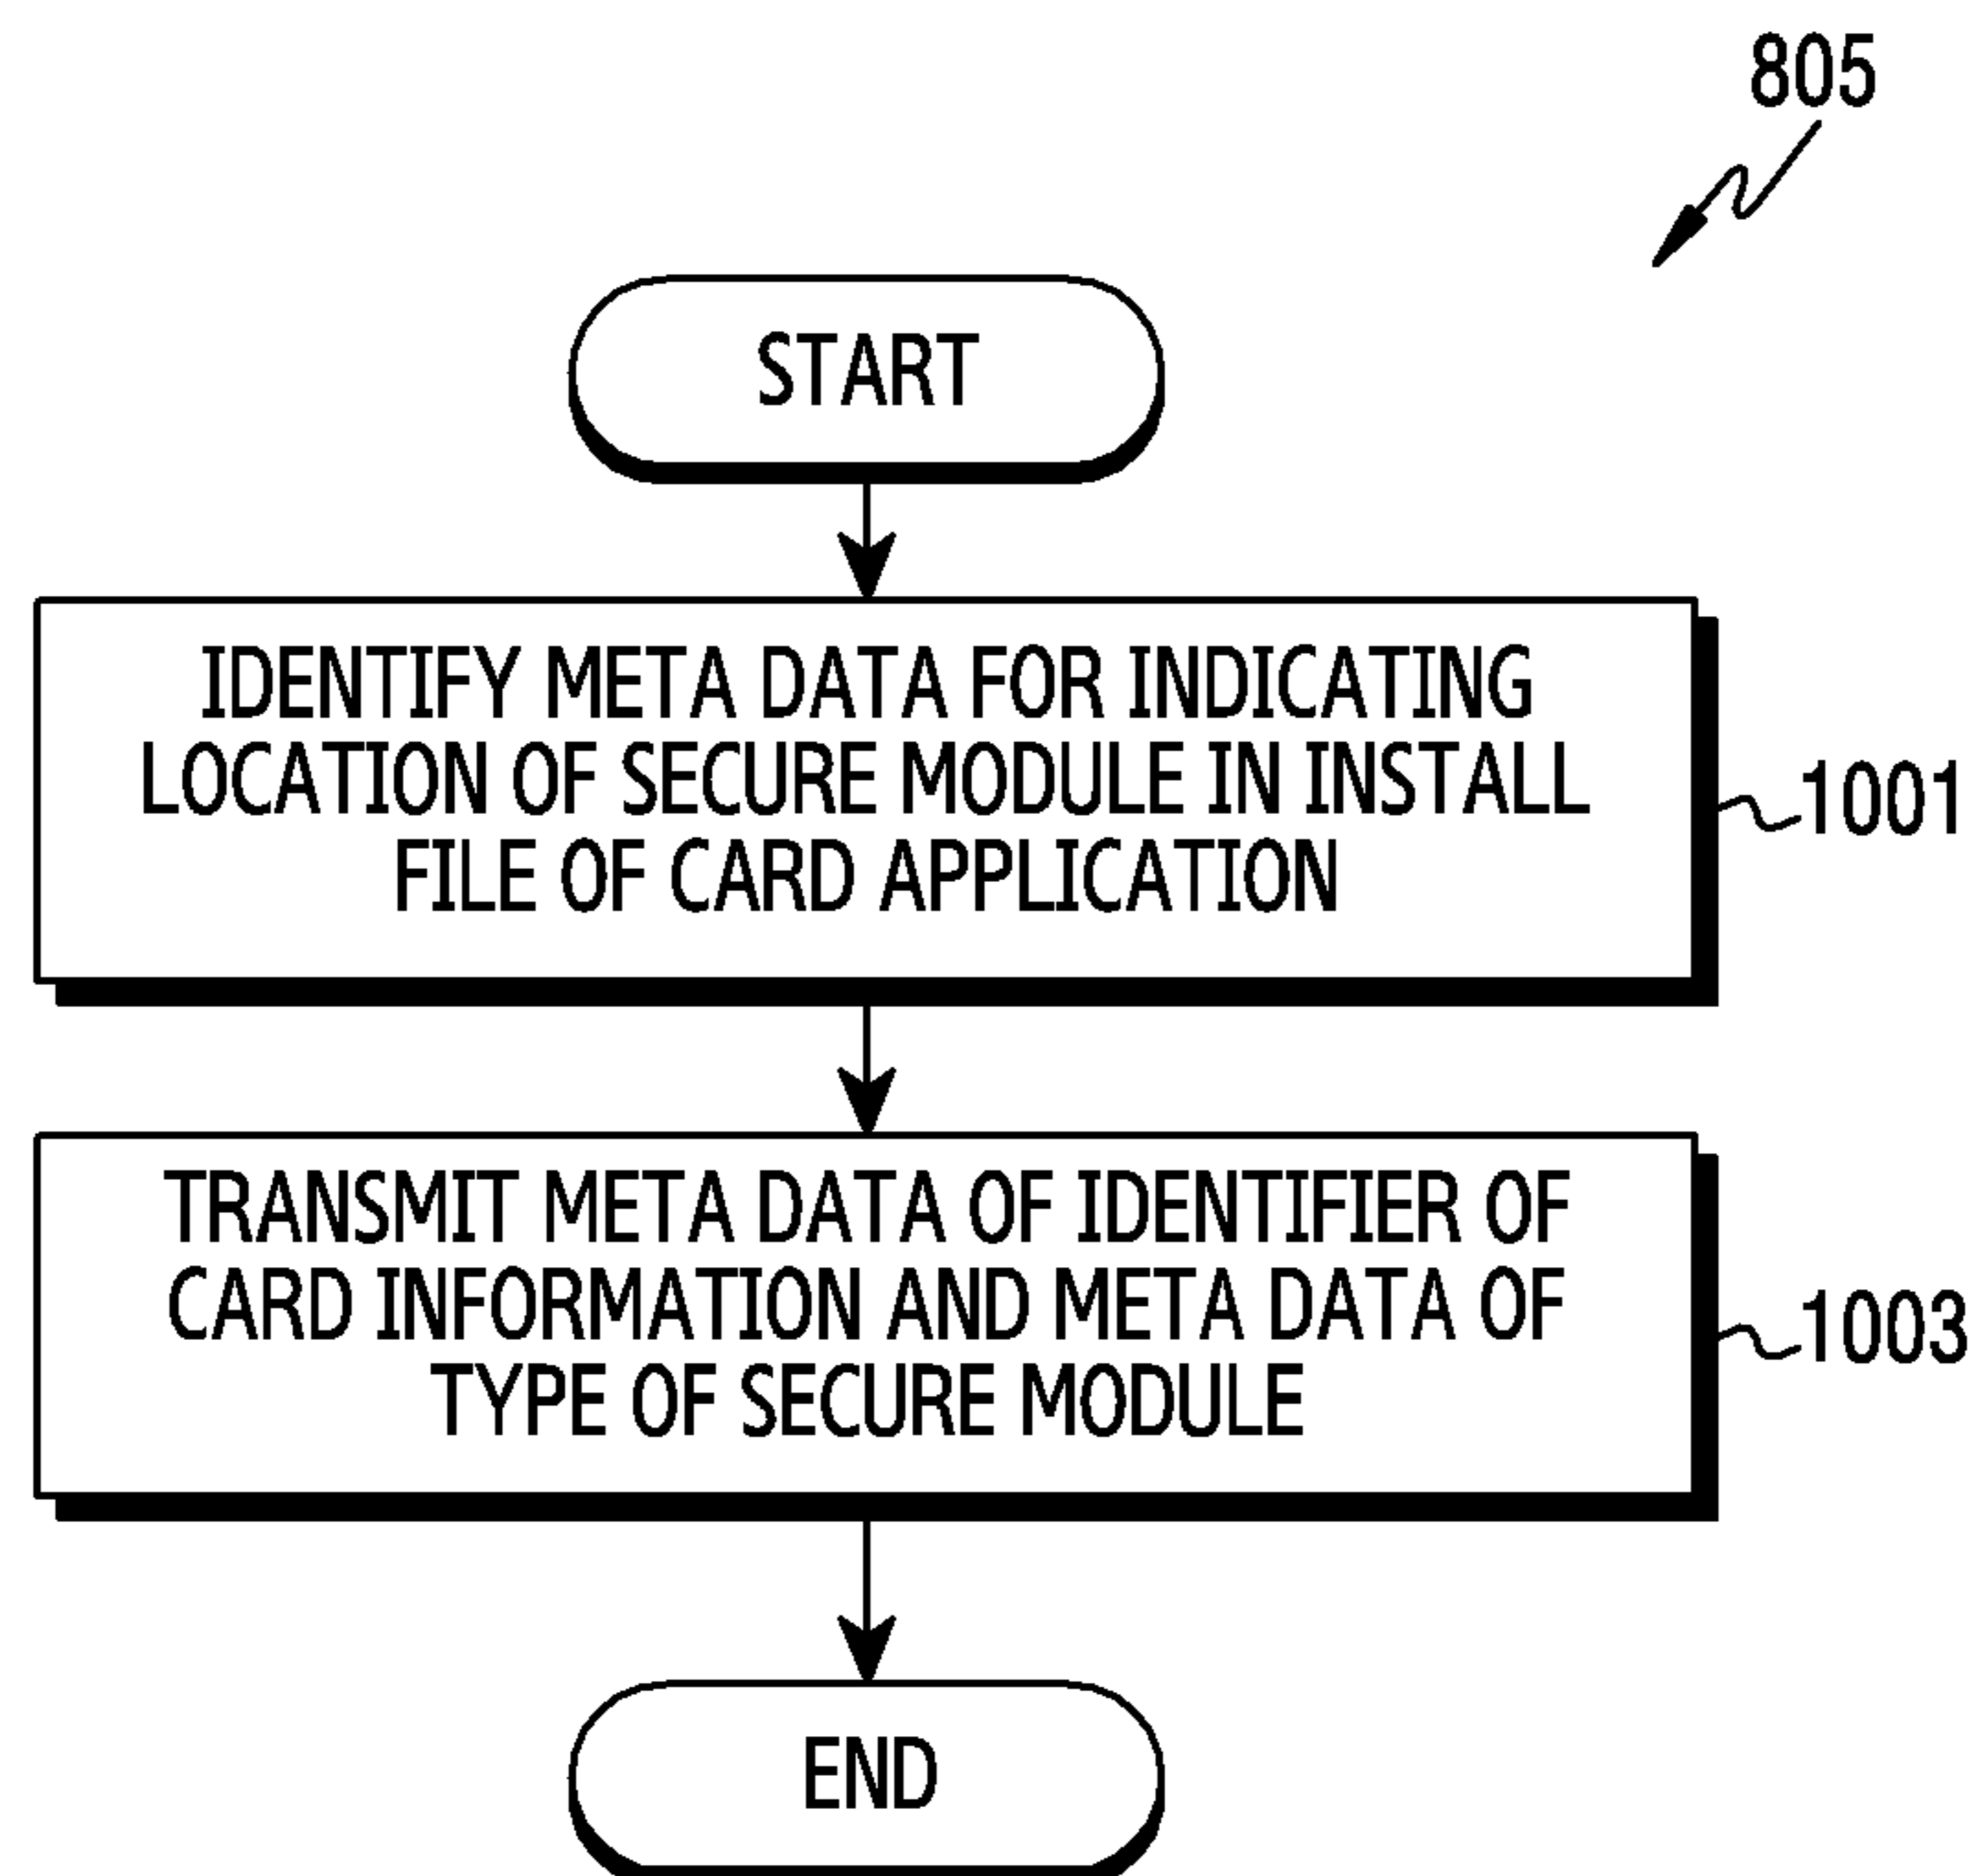 805
START
IDENTIFY META DATA FOR INDICATING
LOCATION OF SECURE MODULE IN INSTALL
FILE OF CARD APPLICATION
1001
TRANSMIT META DATA OF IDENTIFIER OF
CARD INFORMATION AND META DATA OF
TYPE OF SECURE MODULE
1003
END